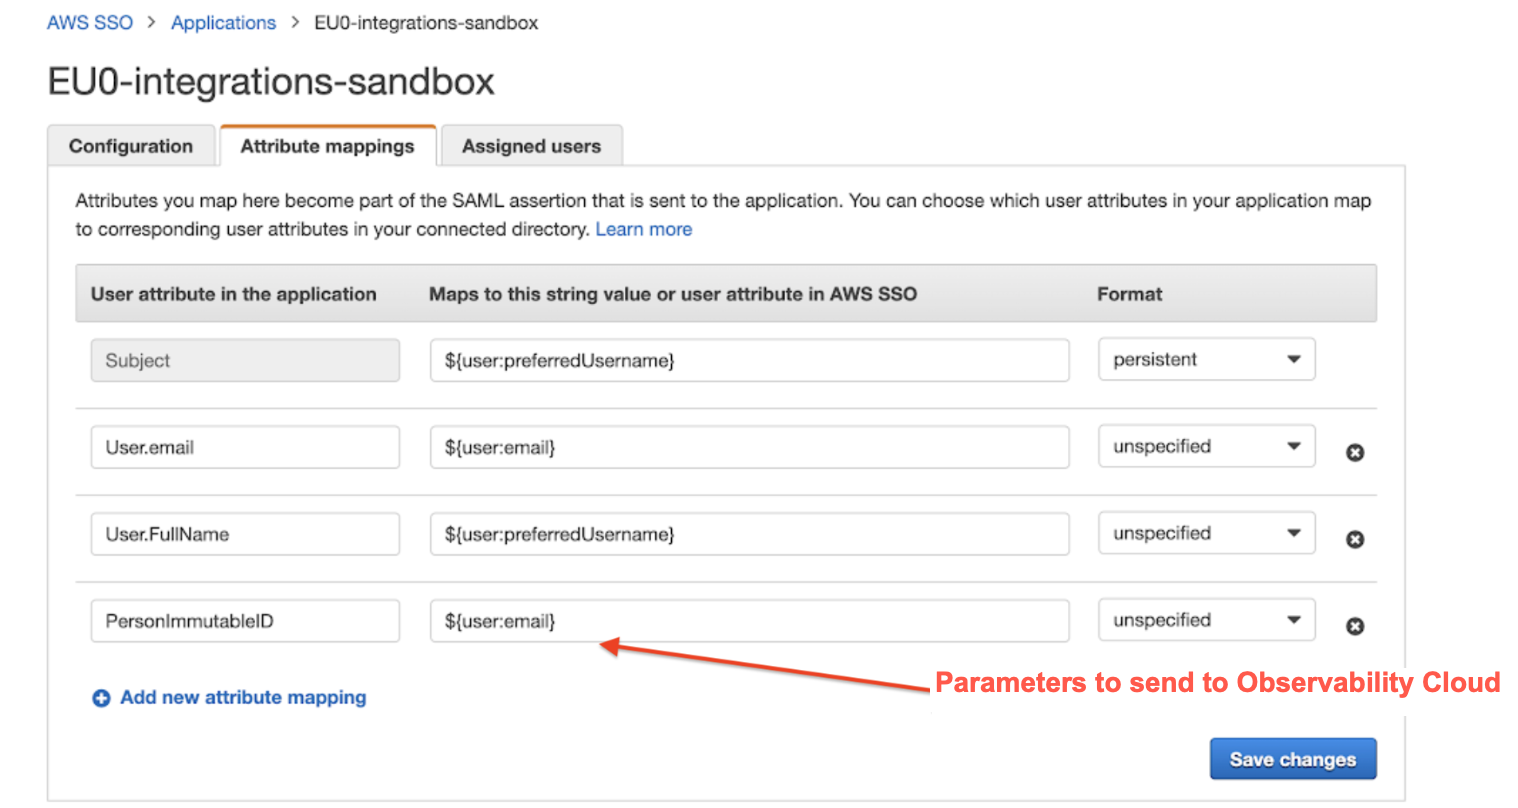 AWS SSO > Applications > EU0-integrations-sandbox
EU0-integrations-sandbox
Configuration Attribute mappings Assigned users
Attributes you map here become part of the SAML assertion that is sent to the application. You can choose which user attributes in your application map
to corresponding user attributes in your connected directory. Learn more
User attribute in the application Maps to this string value or user attribute in AWS SSO Format
Subject ${user:preferredUsername} persistent
User.email ${user:email} unspecified
User.FullName ${user:preferredUsername} unspecified
PersonImmutableID ${user:email} unspecified
Parameters to send to Observability Cloud
Add new attribute mapping
Save changes